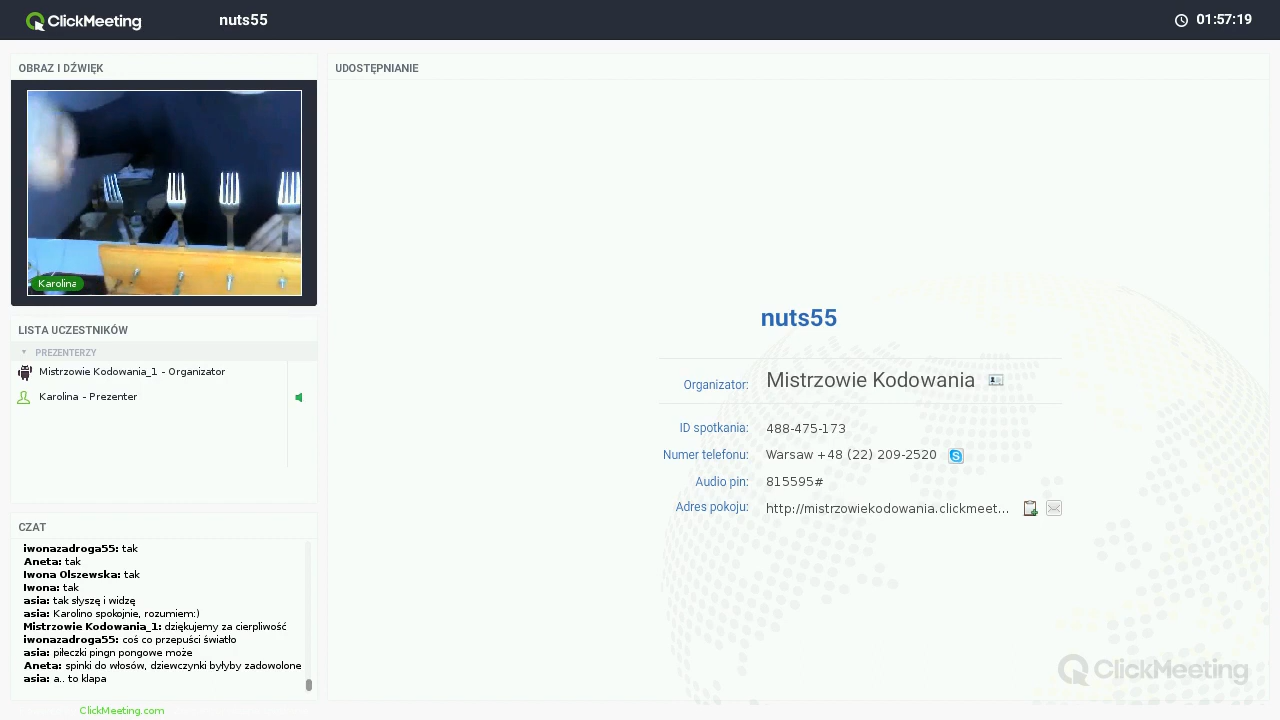 ClickMeeting
nuts55
01:57:19
OBRAZ I DŹWIĘK
Karolina
LISTA UCZESTNIKÓW
PREZENTERZY
Mistrzowie Kodowania_1 - Organizator
Karolina - Prezenter
CZAT
iwonazadroga55: tak
Aneta: tak
Iwona Olszewska: tak
Iwona: tak
asia: tak słyszę i widzę
asia: Karolino spokojnie, rozumiem:)
Mistrzowie Kodowania_1: dziękujemy za cierpliwość
iwonazadroga55: coś co przepuści światło
asia: piłeczki pingn pongowe może
Aneta: spinki do włosów, dziewczynki byłyby zadowolone
asia: a.. to klapa
ClickMeeting.com
UDOSTĘPNIANIE
nuts55
Organizator: Mistrzowie Kodowania
ID spotkania: 488-475-173
Numer telefonu: Warsaw +48 (22) 209-2520
Audio pin: 815595#
Adres pokoju: http://mistrzowiekodowania.clickmeet...
ClickMeeting